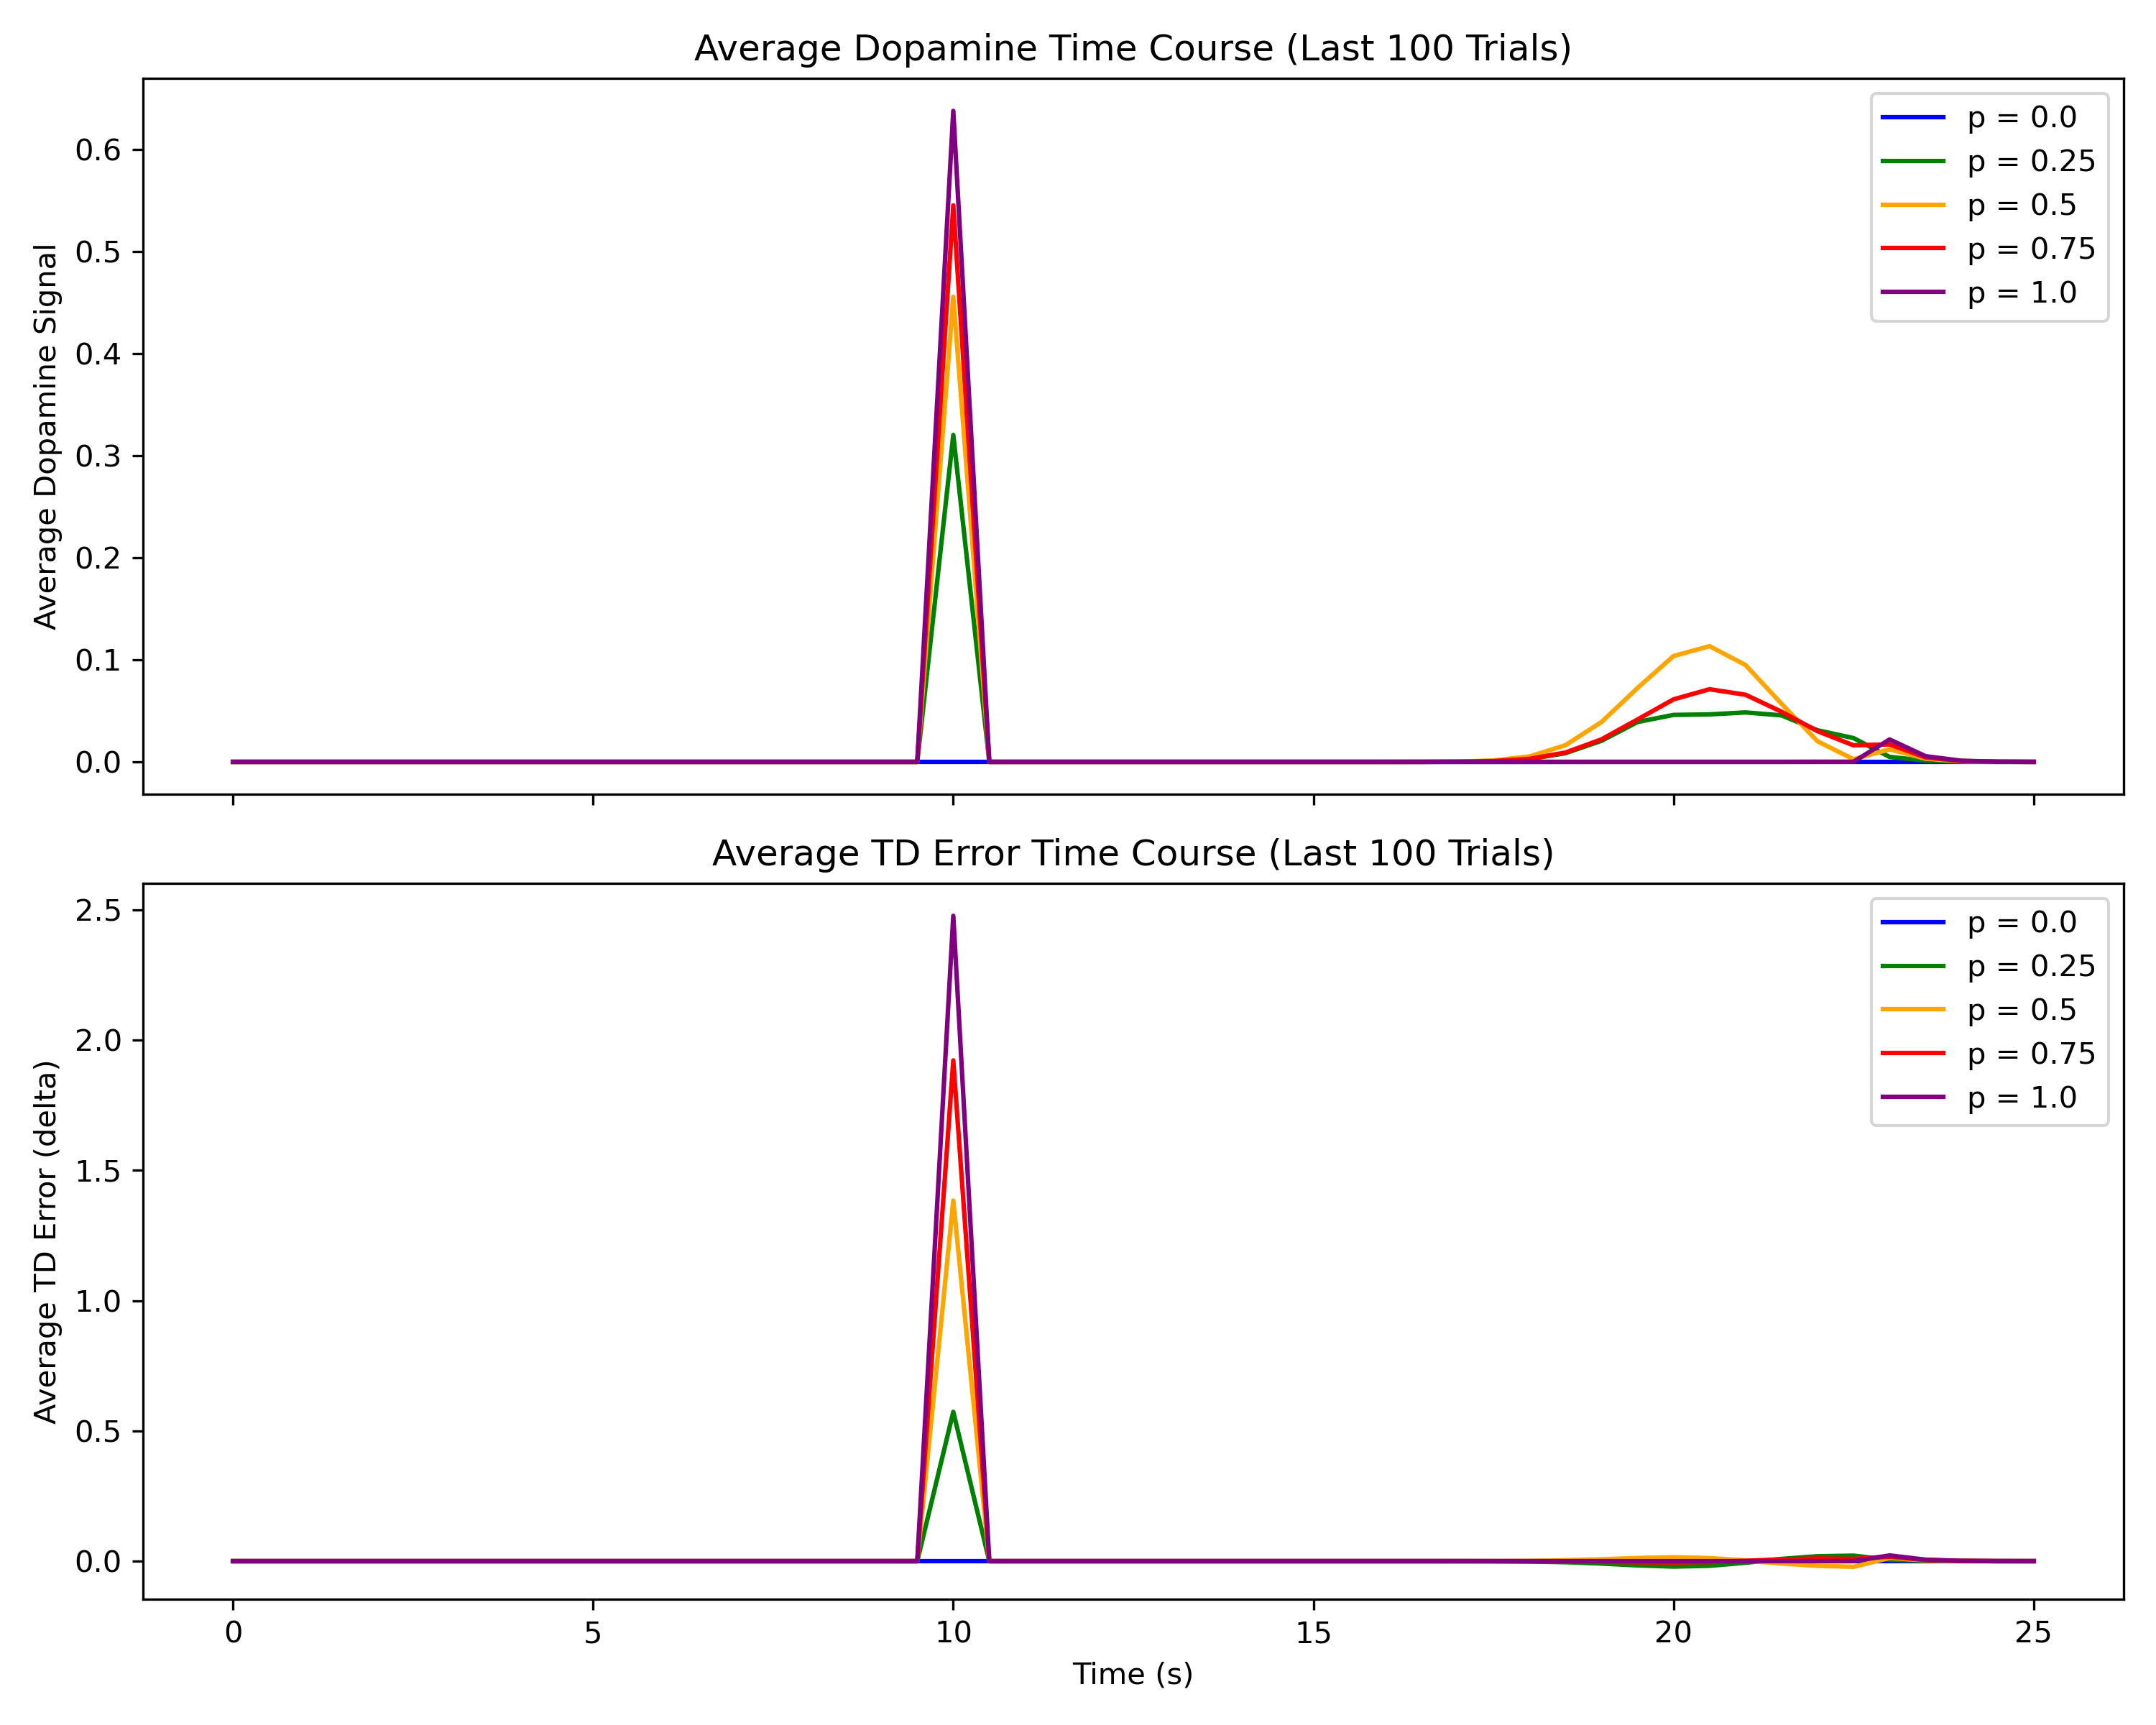 Average Dopamine Time Course (Last 100 Trials)
Average Dopamine Signal
0.6
0.5
0.4
0.3
0.2
0.1
0.0
p = 0.0
p = 0.25
p = 0.5
p = 0.75
p = 1.0
Average TD Error Time Course (Last 100 Trials)
Average TD Error (delta)
2.5
2.0
1.5
1.0
0.5
0.0
p = 0.0
p = 0.25
p = 0.5
p = 0.75
p = 1.0
0 5 10 15 20 25
Time (s)